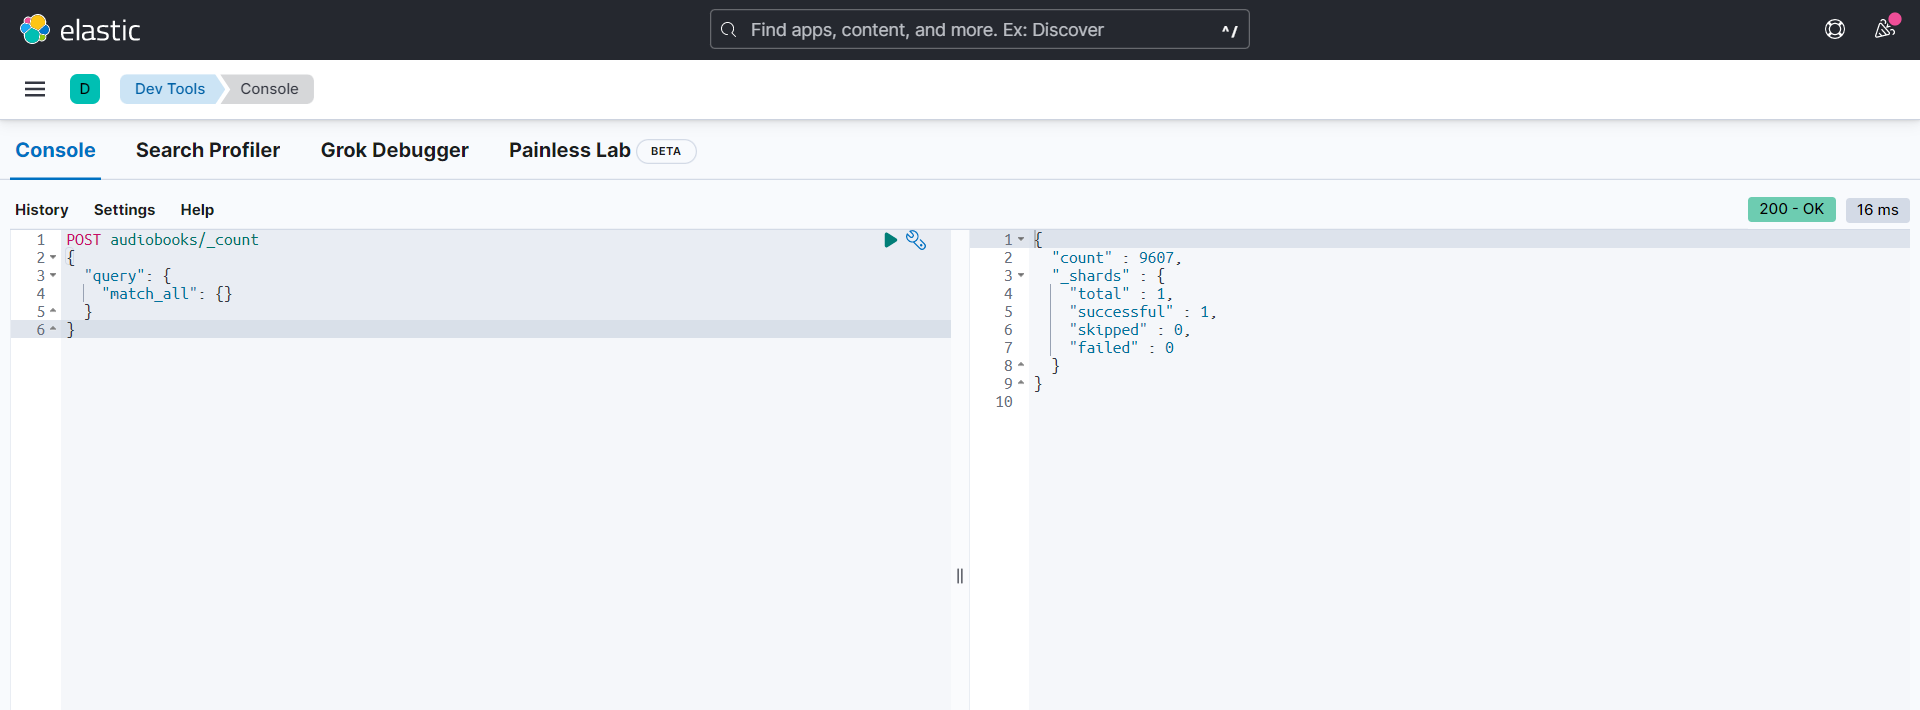 elastic
Find apps, content, and more. Ex: Discover ^/
D Dev Tools Console
Console Search Profiler Grok Debugger Painless Lab BETA
History Settings Help 200 - OK 16 ms
1 POST audiobooks/_count
2 {
3 "query": {
4 "match_all": {}
5 }
6 }
1 {
2 "count" : 9607,
3 "_shards" : {
4 "total" : 1,
5 "successful" : 1,
6 "skipped" : 0,
7 "failed" : 0
8 }
9 }
10